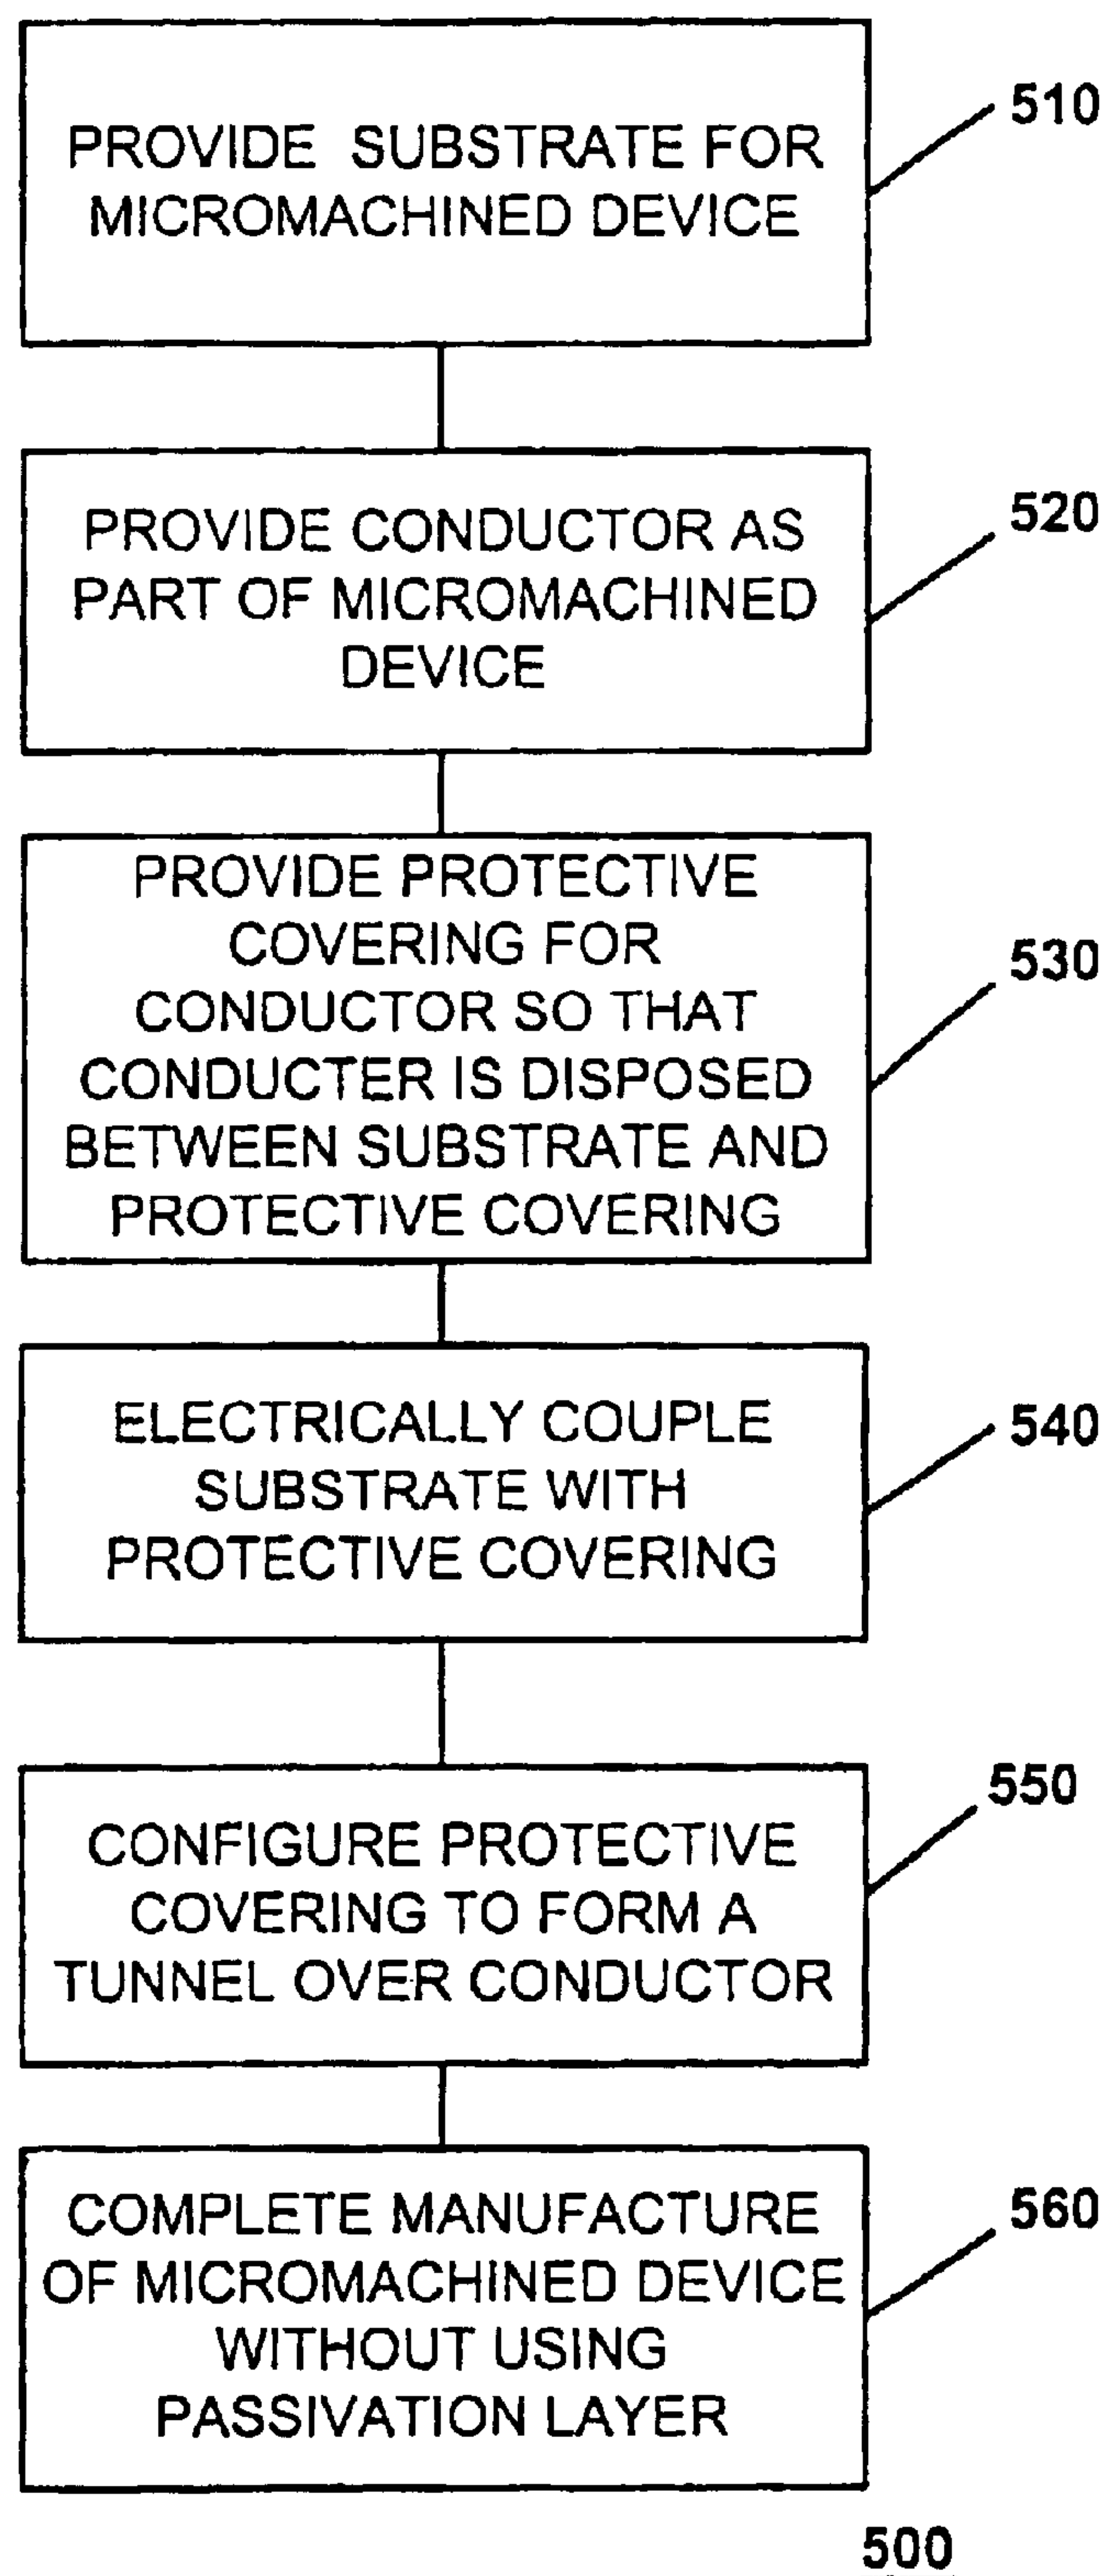 PROVIDE SUBSTRATE FOR
MICROMACHINED DEVICE
510
PROVIDE CONDUCTOR AS
PART OF MICROMACHINED
DEVICE
520
PROVIDE PROTECTIVE
COVERING FOR
CONDUCTOR SO THAT
CONDUCTER IS DISPOSED
BETWEEN SUBSTRATE AND
PROTECTIVE COVERING
530
ELECTRICALLY COUPLE
SUBSTRATE WITH
PROTECTIVE COVERING
540
CONFIGURE PROTECTIVE
COVERING TO FORM A
TUNNEL OVER CONDUCTOR
550
COMPLETE MANUFACTURE
OF MICROMACHINED DEVICE
WITHOUT USING
PASSIVATION LAYER
560
500